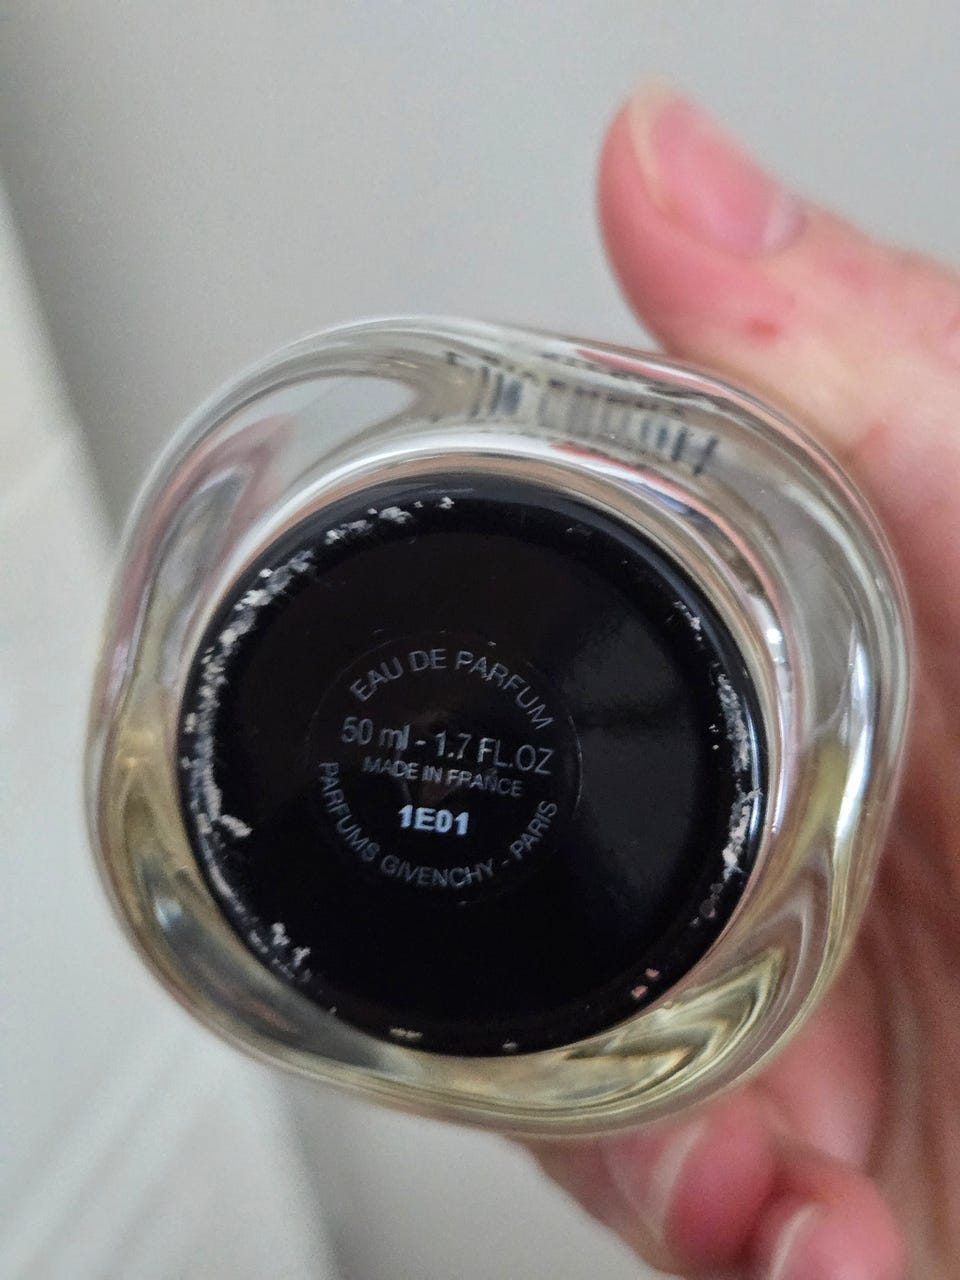 EAU DE PARFUM
50 ml - 1.7 FL.OZ
MADE IN FRANCE
1E01
PARFUMS GIVENCHY - PARIS